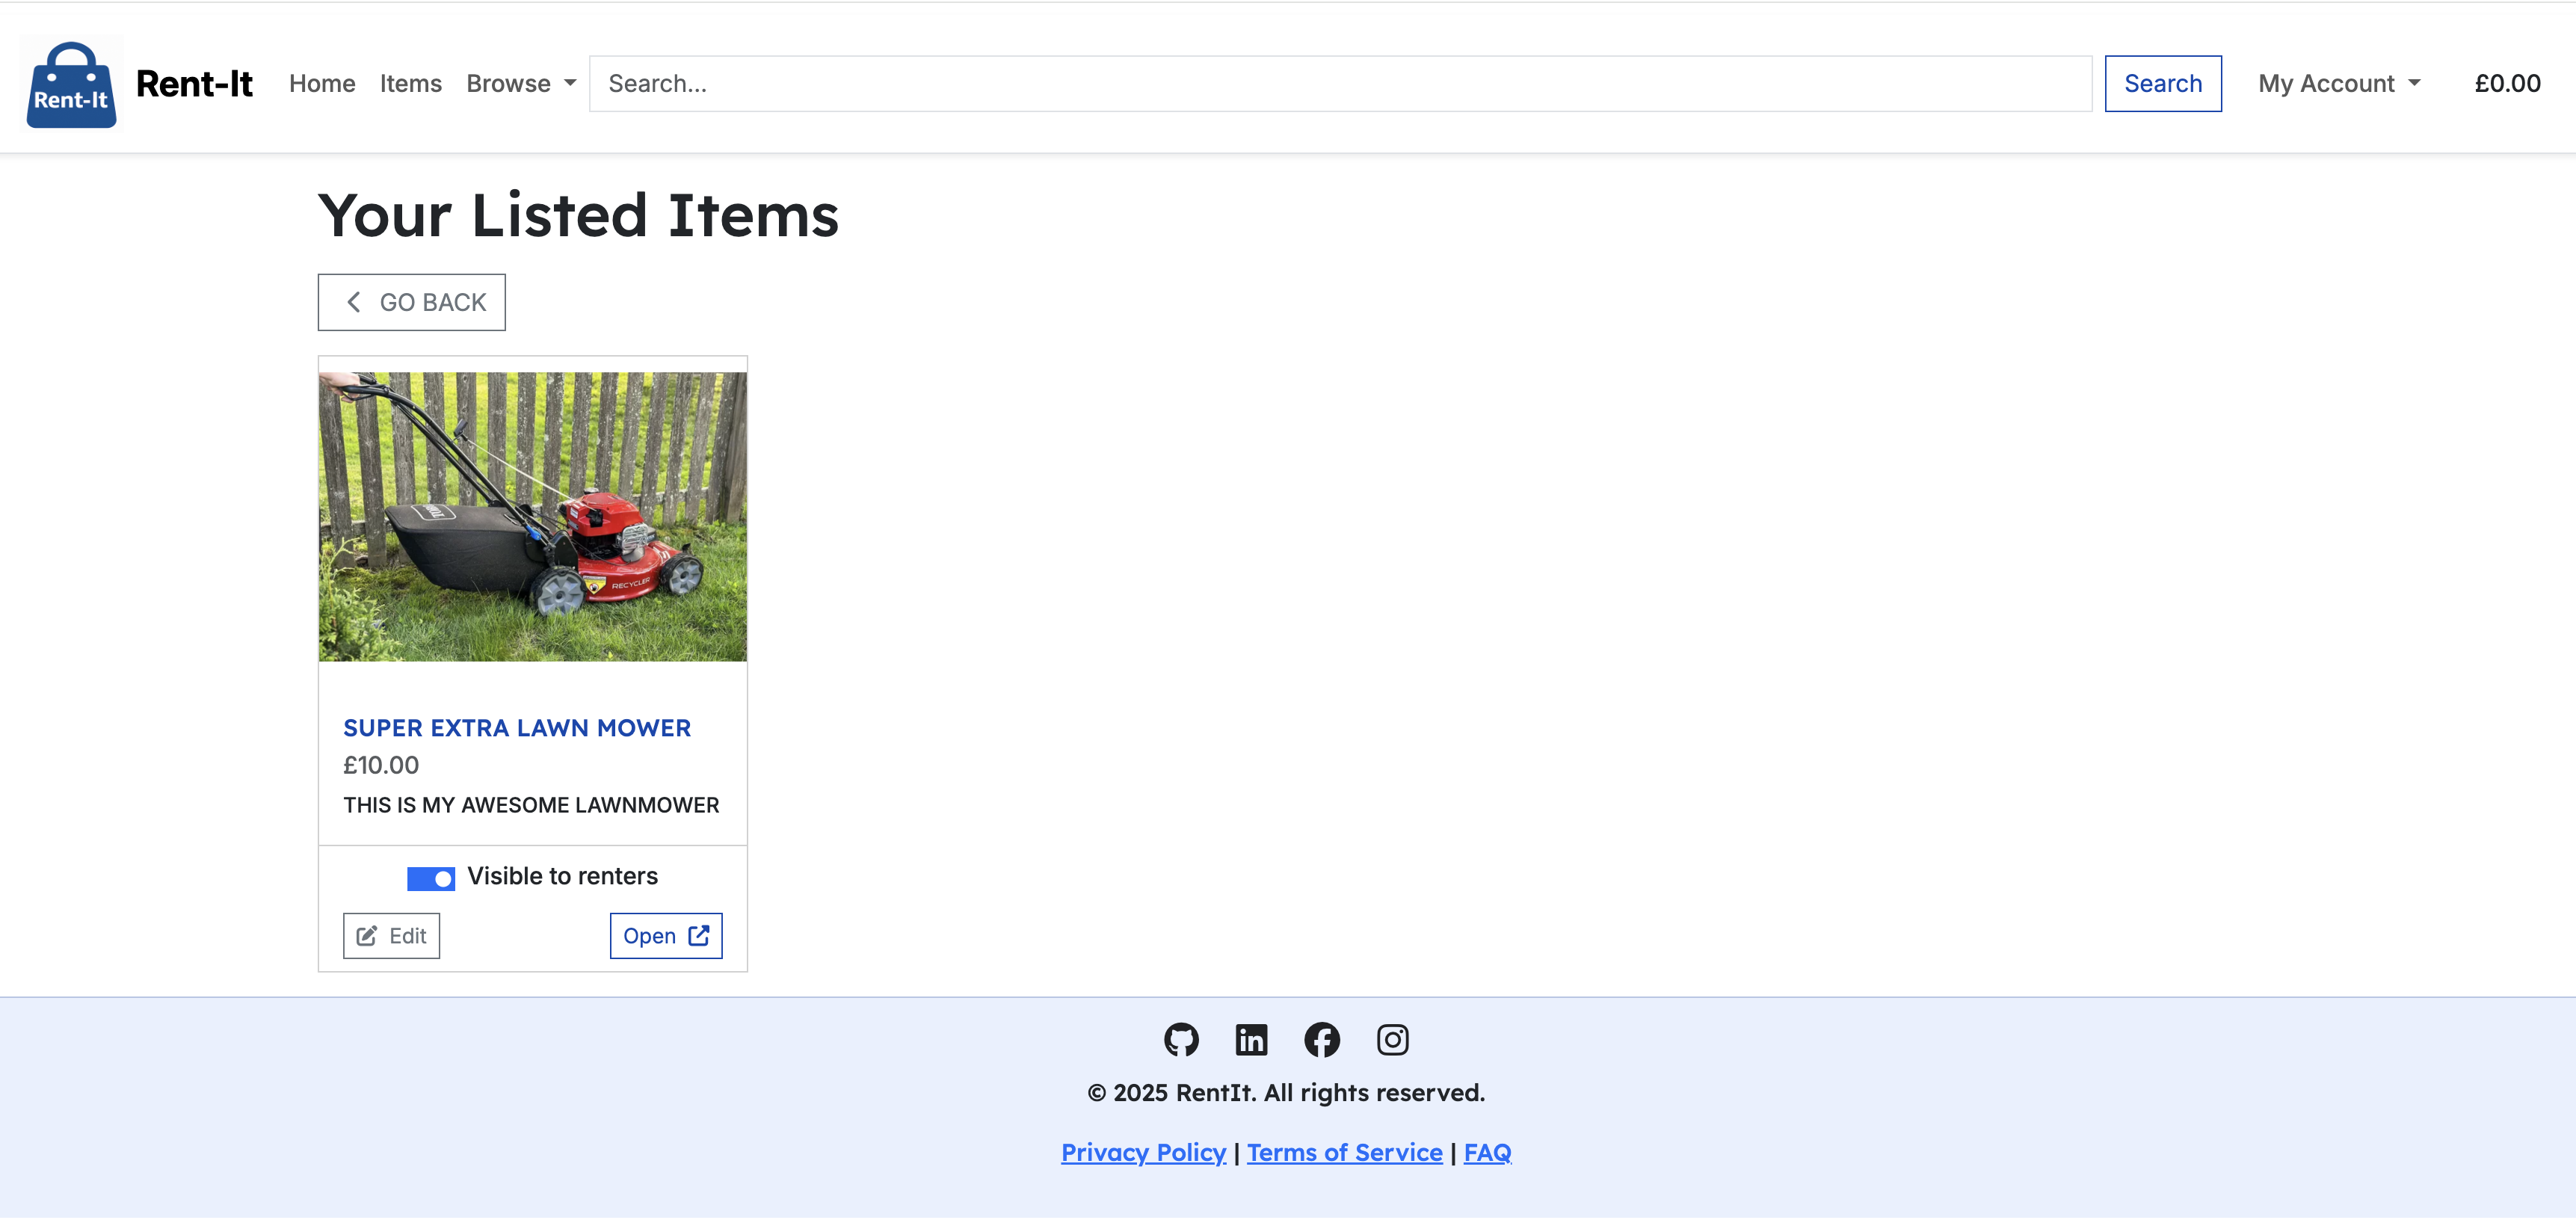 Rent-It
Rent-It Home Items Browse Search... Search My Account £0.00
Your Listed Items
GO BACK
RECYCLER
SUPER EXTRA LAWN MOWER
£10.00
THIS IS MY AWESOME LAWNMOWER
Visible to renters
Edit Open
© 2025 RentIt. All rights reserved.
Privacy Policy | Terms of Service | FAQ